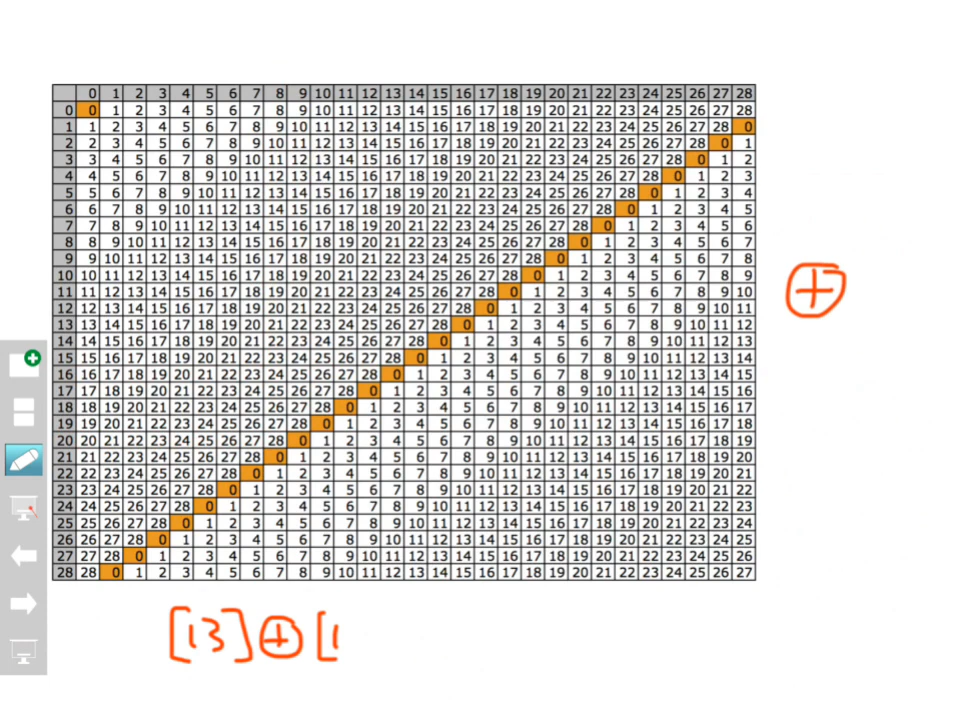 0 1 2 3 4 5 6 7 8 9 10 11 12 13 14 15 16 17 18 19 20 21 22 23 24 25 26 27 28
0 0 1 2 3 4 5 6 7 8 9 10 11 12 13 14 15 16 17 18 19 20 21 22 23 24 25 26 27 28
1 1 2 3 4 5 6 7 8 9 10 11 12 13 14 15 16 17 18 19 20 21 22 23 24 25 26 27 28 0
2 2 3 4 5 6 7 8 9 10 11 12 13 14 15 16 17 18 19 20 21 22 23 24 25 26 27 28 0 1
3 3 4 5 6 7 8 9 10 11 12 13 14 15 16 17 18 19 20 21 22 23 24 25 26 27 28 0 1 2
4 4 5 6 7 8 9 10 11 12 13 14 15 16 17 18 19 20 21 22 23 24 25 26 27 28 0 1 2 3
5 5 6 7 8 9 10 11 12 13 14 15 16 17 18 19 20 21 22 23 24 25 26 27 28 0 1 2 3 4
6 6 7 8 9 10 11 12 13 14 15 16 17 18 19 20 21 22 23 24 25 26 27 28 0 1 2 3 4 5
7 7 8 9 10 11 12 13 14 15 16 17 18 19 20 21 22 23 24 25 26 27 28 0 1 2 3 4 5 6
8 8 9 10 11 12 13 14 15 16 17 18 19 20 21 22 23 24 25 26 27 28 0 1 2 3 4 5 6 7
9 9 10 11 12 13 14 15 16 17 18 19 20 21 22 23 24 25 26 27 28 0 1 2 3 4 5 6 7 8
10 10 11 12 13 14 15 16 17 18 19 20 21 22 23 24 25 26 27 28 0 1 2 3 4 5 6 7 8 9
11 11 12 13 14 15 16 17 18 19 20 21 22 23 24 25 26 27 28 0 1 2 3 4 5 6 7 8 9 10
⊕
12 12 13 14 15 16 17 18 19 20 21 22 23 24 25 26 27 28 0 1 2 3 4 5 6 7 8 9 10 11
13 13 14 15 16 17 18 19 20 21 22 23 24 25 26 27 28 0 1 2 3 4 5 6 7 8 9 10 11 12
14 14 15 16 17 18 19 20 21 22 23 24 25 26 27 28 0 1 2 3 4 5 6 7 8 9 10 11 12 13
15 15 16 17 18 19 20 21 22 23 24 25 26 27 28 0 1 2 3 4 5 6 7 8 9 10 11 12 13 14
16 16 17 18 19 20 21 22 23 24 25 26 27 28 0 1 2 3 4 5 6 7 8 9 10 11 12 13 14 15
17 17 18 19 20 21 22 23 24 25 26 27 28 0 1 2 3 4 5 6 7 8 9 10 11 12 13 14 15 16
18 18 19 20 21 22 23 24 25 26 27 28 0 1 2 3 4 5 6 7 8 9 10 11 12 13 14 15 16 17
19 19 20 21 22 23 24 25 26 27 28 0 1 2 3 4 5 6 7 8 9 10 11 12 13 14 15 16 17 18
20 20 21 22 23 24 25 26 27 28 0 1 2 3 4 5 6 7 8 9 10 11 12 13 14 15 16 17 18 19
21 21 22 23 24 25 26 27 28 0 1 2 3 4 5 6 7 8 9 10 11 12 13 14 15 16 17 18 19 20
22 22 23 24 25 26 27 28 0 1 2 3 4 5 6 7 8 9 10 11 12 13 14 15 16 17 18 19 20 21
23 23 24 25 26 27 28 0 1 2 3 4 5 6 7 8 9 10 11 12 13 14 15 16 17 18 19 20 21 22
24 24 25 26 27 28 0 1 2 3 4 5 6 7 8 9 10 11 12 13 14 15 16 17 18 19 20 21 22 23
25 25 26 27 28 0 1 2 3 4 5 6 7 8 9 10 11 12 13 14 15 16 17 18 19 20 21 22 23 24
26 26 27 28 0 1 2 3 4 5 6 7 8 9 10 11 12 13 14 15 16 17 18 19 20 21 22 23 24 25
27 27 28 0 1 2 3 4 5 6 7 8 9 10 11 12 13 14 15 16 17 18 19 20 21 22 23 24 25 26
28 28 0 1 2 3 4 5 6 7 8 9 10 11 12 13 14 15 16 17 18 19 20 21 22 23 24 25 26 27
[13]⊕[1